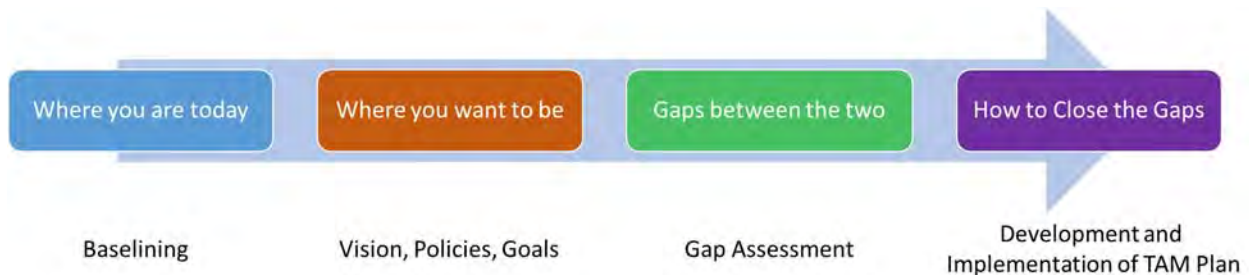 Where you are today
Where you want to be
Gaps between the two
How to Close the Gaps
Baselining
Vision, Policies, Goals
Gap Assessment
Development and
Implementation of TAM Plan